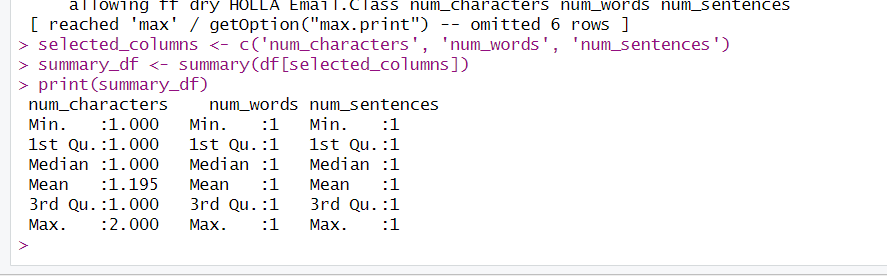 allowing ff dry HOLLA Email.Class num_characters num_words num_sentences
[ reached 'max' / getOption("max.print") -- omitted 6 rows ]
> selected_columns <- c('num_characters', 'num_words', 'num_sentences')
> summary_df <- summary(df[selected_columns])
> print(summary_df)
num_characters    num_words num_sentences
Min.   :1.000   Min.   :1   Min.   :1
1st Qu.:1.000   1st Qu.:1   1st Qu.:1
Median :1.000   Median :1   Median :1
Mean   :1.195   Mean   :1   Mean   :1
3rd Qu.:1.000   3rd Qu.:1   3rd Qu.:1
Max.   :2.000   Max.   :1   Max.   :1
>